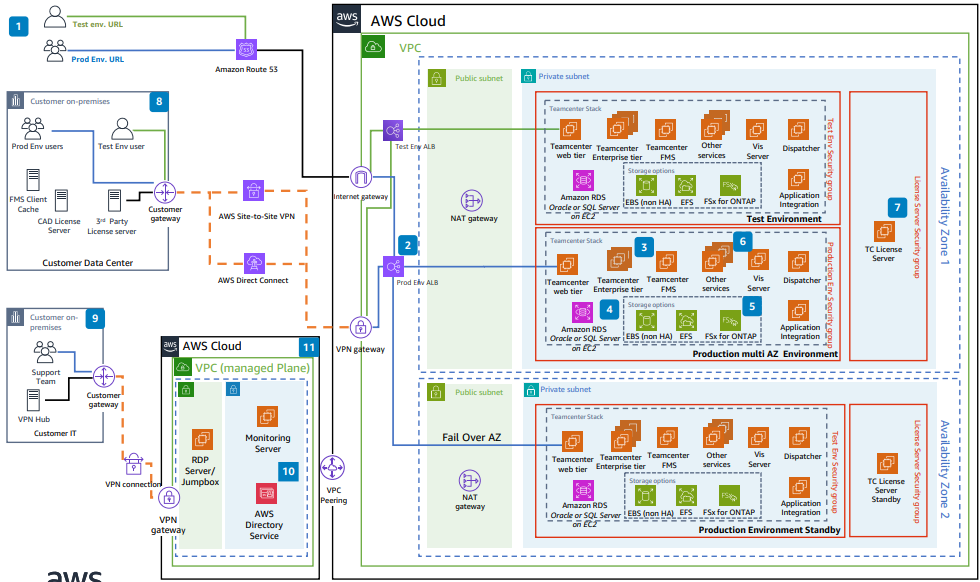 1
Test env. URL
Prod Env. URL
Amazon Route 53
Customer on-premises
8
Prod Env users
Test Env user
FMS Client
Cache
CAD License
Server
3rd Party
License server
Customer
gateway
Customer Data Center
AWS Site-to-Site VPN
AWS Direct Connect
Customer on-
premises
9
Support
Team
VPN Hub
Customer
gateway
Customer IT
VPN connection
VPN
gateway
aws
AWS Cloud
11
VPC (managed Plane)
RDP
Server/
Jumpbox
Monitoring
Server
10
AWS
Directory
Service
VPC
Peering
aws
aws
AWS Cloud
VPC
Test Env ALB
Internet gateway
2
Prod Env ALB
VPN gateway
Public subnet
NAT gateway
Private subnet
Teamcenter Stack
Teamcenter
web tier
Teamcenter
Enterprise tier
Teamcenter
FMS
Other
services
Vis
Server
Dispatcher
Amazon RDS
Oracle or SQL Server
on EC2
Storage options
EBS (non HA)
EFS
FSx
FSx for ONTAP
Application
Integration
Test Environment
Test Env Security group
7
TC License
Server
License Server Security group
Availability Zone 1
Teamcenter Stack
3
6
Teamcenter
web tier
Teamcenter
Enterprise tier
Teamcenter
FMS
Other
services
Vis
Server
Dispatcher
4
Amazon RDS
Oracle or SQL Server
on EC2
Storage options
5
EBS (non HA)
EFS
FSx
FSx for ONTAP
Application
Integration
Production multi AZ Environment
Production Env Security group
Public subnet
Fail Over AZ
NAT
gateway
Private subnet
Teamcenter Stack
Teamcenter
web tier
Teamcenter
Enterprise tier
Teamcenter
FMS
Other
services
Vis
Server
Dispatcher
Amazon RDS
Oracle or SQL Server
on EC2
Storage options
EBS (non HA)
EFS
FSx
FSx for ONTAP
Application
Integration
Production Environment Standby
Test Env Security group
TC License
Server
Standby
License Server Security group
Availability Zone 2